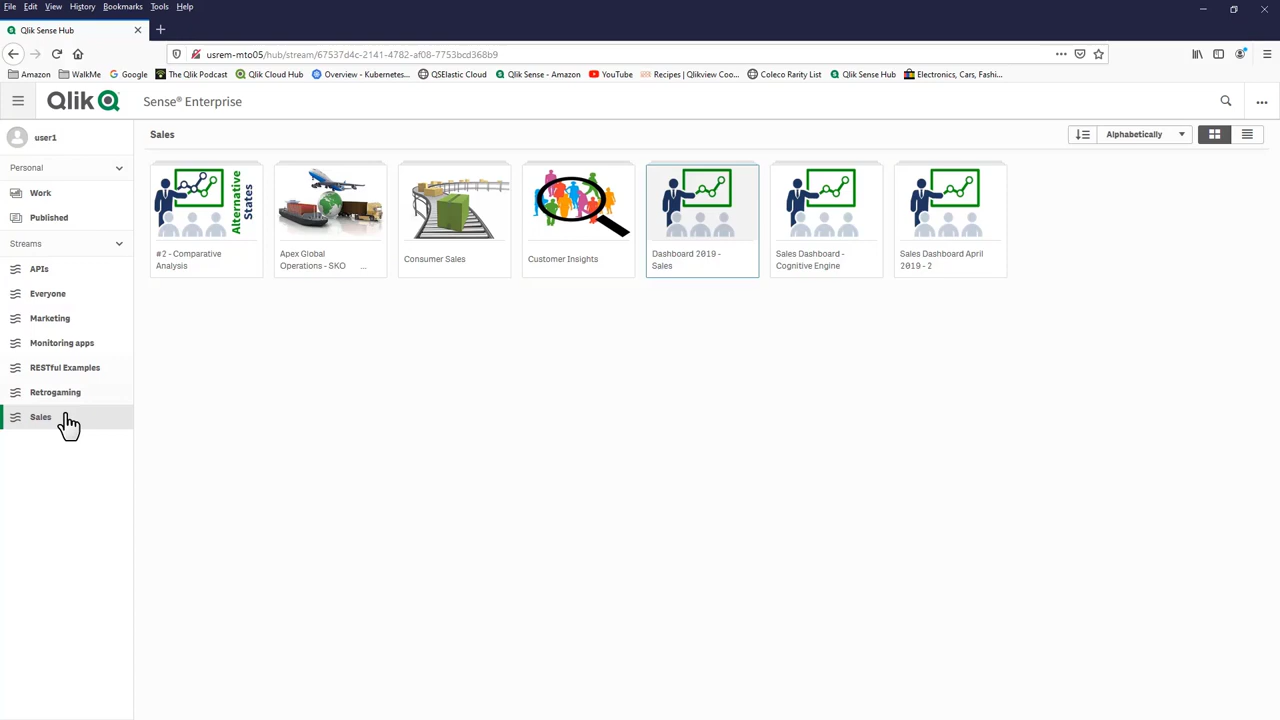 File Edit View History Bookmarks Tools Help
Qlik Sense Hub
usrem-mto05/hub/stream/67537d4c-2141-4782-af08-7753bcd368b9
Amazon WalkMe Google The Qlik Podcast Qlik Cloud Hub Overview - Kubernetes... QSElastic Cloud Qlik Sense - Amazon YouTube Recipes | Qlikview Coo... Coleco Rarity List Qlik Sense Hub Electronics, Cars, Fashi...
Qlik Sense® Enterprise
user1
Sales
Alphabetically
Personal
Work
Published
Streams
APIs
Everyone
Marketing
Monitoring apps
RESTful Examples
Retrogaming
Sales
Alternative
States
#2 - Comparative
Analysis
Apex Global
Operations - SKO ...
Consumer Sales
Customer Insights
Dashboard 2019 -
Sales
Sales Dashboard -
Cognitive Engine
Sales Dashboard April
2019 - 2